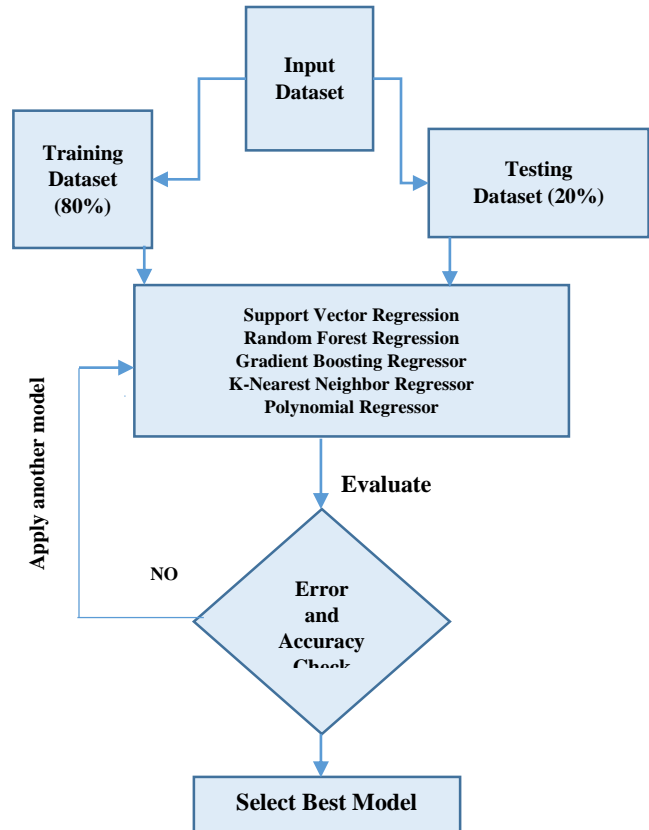 Input
Dataset
Training
Dataset
(80%)
Testing
Dataset (20%)
Support Vector Regression
Random Forest Regression
Gradient Boosting Regressor
K-Nearest Neighbor Regressor
Polynomial Regressor
Apply another model
Evaluate
NO
Error
and
Accuracy
Check
Select Best Model